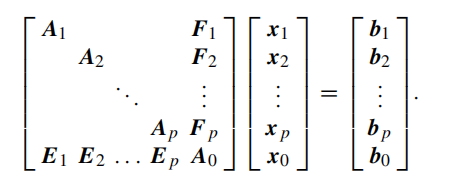 A₁ F₁ x₁ b₁
A₂ F₂ x₂ b₂
⋱ ⋮ ⋮ = ⋮ .
Aₚ Fₚ xₚ bₚ
E₁ E₂ … Eₚ A₀ x₀ b₀